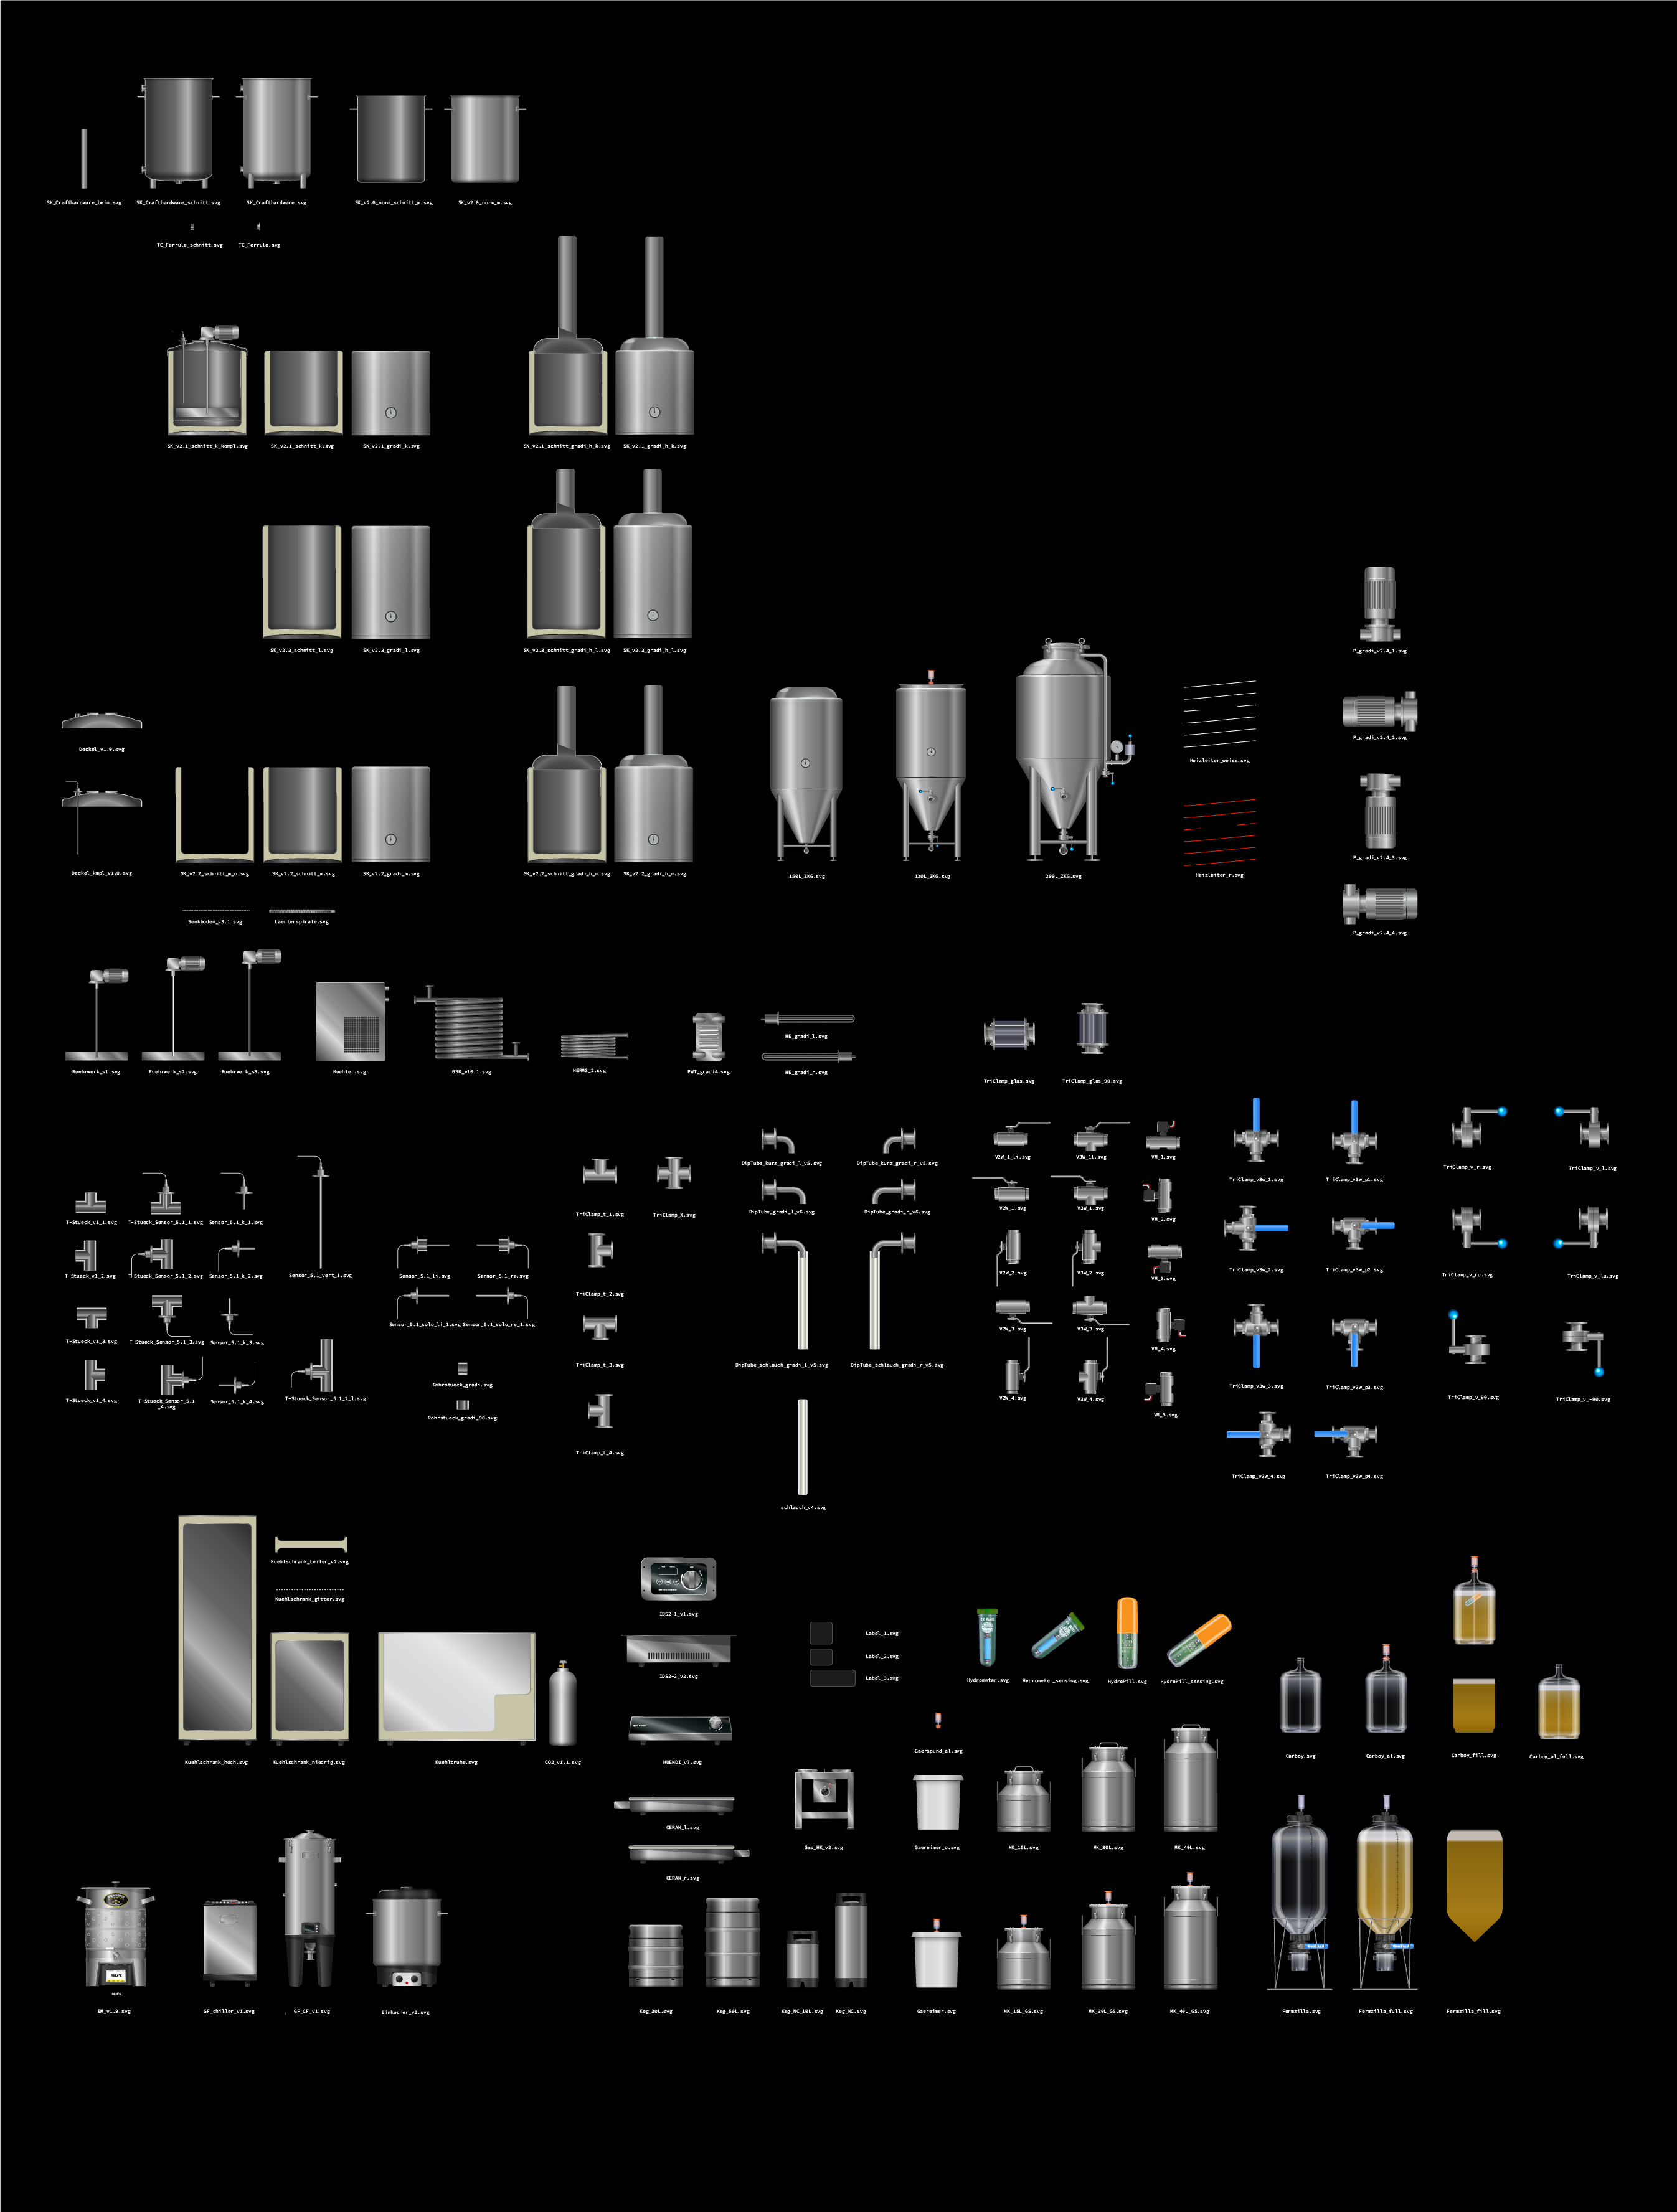 SK_Crafthardware_bein.svg
SK_Crafthardware_schnitt.svg
SK_Crafthardware.svg
SK_v2.0_norm_schnitt_m.svg
SK_v2.0_norm_m.svg
TC_Ferrule_schnitt.svg
TC_Ferrule.svg
SK_v2.1_schnitt_k_kompl.svg
SK_v2.1_schnitt_k.svg
SK_v2.1_gradi_k.svg
SK_v2.1_schnitt_gradi_h_k.svg
SK_v2.1_gradi_h_k.svg
SK_v2.3_schnitt_l.svg
SK_v2.3_gradi_l.svg
SK_v2.3_schnitt_gradi_h_l.svg
SK_v2.3_gradi_h_l.svg
P_gradi_v2.4_1.svg
P_gradi_v2.4_2.svg
Deckel_v1.0.svg
Heizleiter_weiss.svg
P_gradi_v2.4_3.svg
Deckel_kmpl_v1.0.svg
SK_v2.2_schnitt_m_o.svg
SK_v2.2_schnitt_m.svg
SK_v2.2_gradi_m.svg
SK_v2.2_schnitt_gradi_h_m.svg
SK_v2.2_gradi_h_m.svg
150L_ZKG.svg
120L_ZKG.svg
200L_ZKG.svg
Heizleiter_r.svg
Senkboden_v3.1.svg
Laeuterspirale.svg
P_gradi_v2.4_4.svg
Ruehrwerk_s1.svg
Ruehrwerk_s2.svg
Ruehrwerk_s3.svg
Kuehler.svg
GSK_v10.1.svg
HERMS_2.svg
PWT_gradi4.svg
HE_gradi_l.svg
HE_gradi_r.svg
TriClamp_glas.svg
TriClamp_glas_90.svg
DipTube_kurz_gradi_l_v5.svg
DipTube_kurz_gradi_r_v5.svg
V2W_1_li.svg
V3W_1l.svg
VM_1.svg
TriClamp_v3w_1.svg
TriClamp_v3w_p1.svg
TriClamp_v_r.svg
TriClamp_v_l.svg
T-Stueck_v1_1.svg
T-Stueck_Sensor_5.1_1.svg
Sensor_5.1_k_1.svg
TriClamp_t_1.svg
TriClamp_X.svg
DipTube_gradi_l_v6.svg
DipTube_gradi_r_v6.svg
V2W_1.svg
V3W_1.svg
VM_2.svg
T-Stueck_v1_2.svg
T-Stueck_Sensor_5.1_2.svg
Sensor_5.1_k_2.svg
Sensor_5.1_vert_1.svg
Sensor_5.1_li.svg
Sensor_5.1_re.svg
TriClamp_t_2.svg
V2W_2.svg
V3W_2.svg
VM_3.svg
TriClamp_v3w_2.svg
TriClamp_v3w_p2.svg
TriClamp_v_ru.svg
TriClamp_v_lu.svg
T-Stueck_v1_3.svg
T-Stueck_Sensor_5.1_3.svg
Sensor_5.1_k_3.svg
Sensor_5.1_solo_li_1.svg
Sensor_5.1_solo_re_1.svg
TriClamp_t_3.svg
DipTube_schlauch_gradi_l_v5.svg
DipTube_schlauch_gradi_r_v5.svg
V2W_3.svg
V3W_3.svg
VM_4.svg
T-Stueck_v1_4.svg
T-Stueck_Sensor_5.1
_4.svg
Sensor_5.1_k_4.svg
T-Stueck_Sensor_5.1_2_l.svg
Rohrstueck_gradi.svg
Rohrstueck_gradi_90.svg
V2W_4.svg
V3W_4.svg
VM_5.svg
TriClamp_v3w_3.svg
TriClamp_v3w_p3.svg
TriClamp_v_90.svg
TriClamp_v_-90.svg
TriClamp_t_4.svg
schlauch_v4.svg
TriClamp_v3w_4.svg
TriClamp_v3w_p4.svg
Kuehlschrank_teiler_v2.svg
Kuehlschrank_gitter.svg
IDS2-1_v1.svg
IDS2-2_v2.svg
Label_1.svg
Label_2.svg
Label_3.svg
Hydrometer.svg
Hydrometer_sensing.svg
HydroPill.svg
HydroPill_sensing.svg
Kuehlschrank_hoch.svg
Kuehlschrank_niedrig.svg
Kuehltruhe.svg
CO2_v1.1.svg
HUENDI_v7.svg
Gaerspund_al.svg
Carboy.svg
Carboy_al.svg
Carboy_fill.svg
Carboy_al_full.svg
CERAN_l.svg
CERAN_r.svg
Gas_HK_v2.svg
Gaereimer_o.svg
MK_15L.svg
MK_30L.svg
MK_40L.svg
BM_v1.0.svg
GF_chiller_v1.svg
GF_CF_v1.svg
Einkocher_v2.svg
Keg_30L.svg
Keg_50L.svg
Keg_NC_10L.svg
Keg_NC.svg
Gaereimer.svg
MK_15L_GS.svg
MK_30L_GS.svg
MK_40L_GS.svg
Fermzilla.svg
Fermzilla_full.svg
Fermzilla_fill.svg